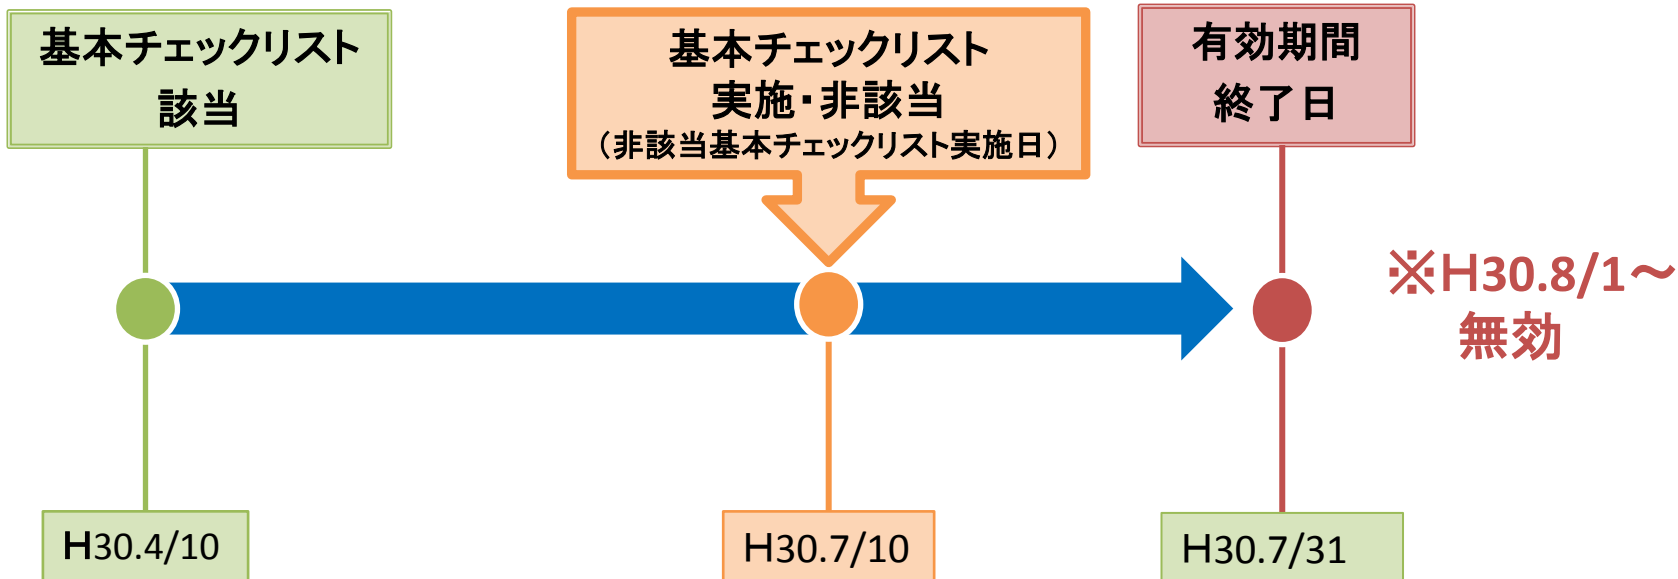 基本チェックリスト
該当
基本チェックリスト
実施・非該当
（非該当基本チェックリスト実施日）
有効期間
終了日
※H30.8/1～
無効
H30.4/10
H30.7/10
H30.7/31